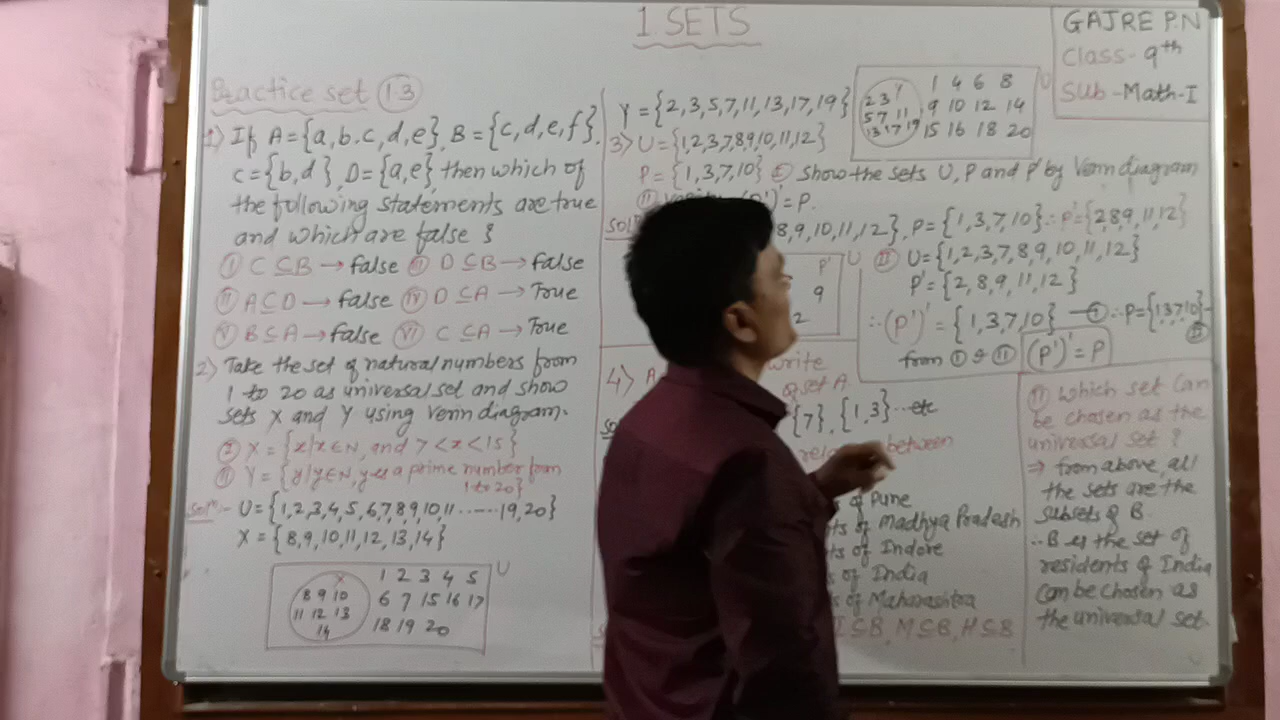 1. SETS
GAJRE P.N
Class- 9th
Sub -Math-I
Practice set 1.3
1) If A={a,b.c,d,e}, B={c,d,e,f},
C={b,d}, D={a,e} then which of
the following statements are true
and which are false ?
I C⊆B → false III D⊆B → false
II A⊆D → false IV D⊆A → True
V B⊆A → false VI C⊆A → True
2) Take the set of natural numbers from
1 to 20 as universal set and show
sets X and Y using Venn diagram.
I X = {x/x∈N, and 7<x<15}
II Y = {y/y∈N, y is a prime number from
1 to 20}
Solⁿ:- U={1,2,3,4,5,6,7,8,9,10,11......19,20}
X = {8,9,10,11,12,13,14}
U
X 1 2 3 4 5
8 9 10 6 7 15 16 17
11 12 13 18 19 20
14
Y={2,3,5,7,11,13,17,19}
U
Y 1 4 6 8
2 3 9 10 12 14
5 7 11 15 16 18 20
13 17 19
3) U={1,2,3,7,8,9,10,11,12}
P = {1,3,7,10} I Show the sets U, P and P' by Venn diagram
II (P')'=P.
Solⁿ 8,9,10,11,12}, P={1,3,7,10} ∴ P'={2,8,9,11,12}
U
P'
9
2
II U={1,2,3,7,8,9,10,11,12}
P'={2,8,9,11,12}
∴(P')'={1,3,7,10} — I ∴ P={1,3,7,10}-
II
from I & II (P')'=P
4) A
write
of set A.
{7}, {1,3}...etc
between
of Pune
of Madhya Pradesh
of Indore
of India
of Maharashtra
I⊆B, M⊆B, H⊆B
II Which set can
be chosen as the
universal set ?
⇒ from above, all
the sets are the
subsets of B.
∴ B is the set of
residents of India
can be chosen as
the universal set.